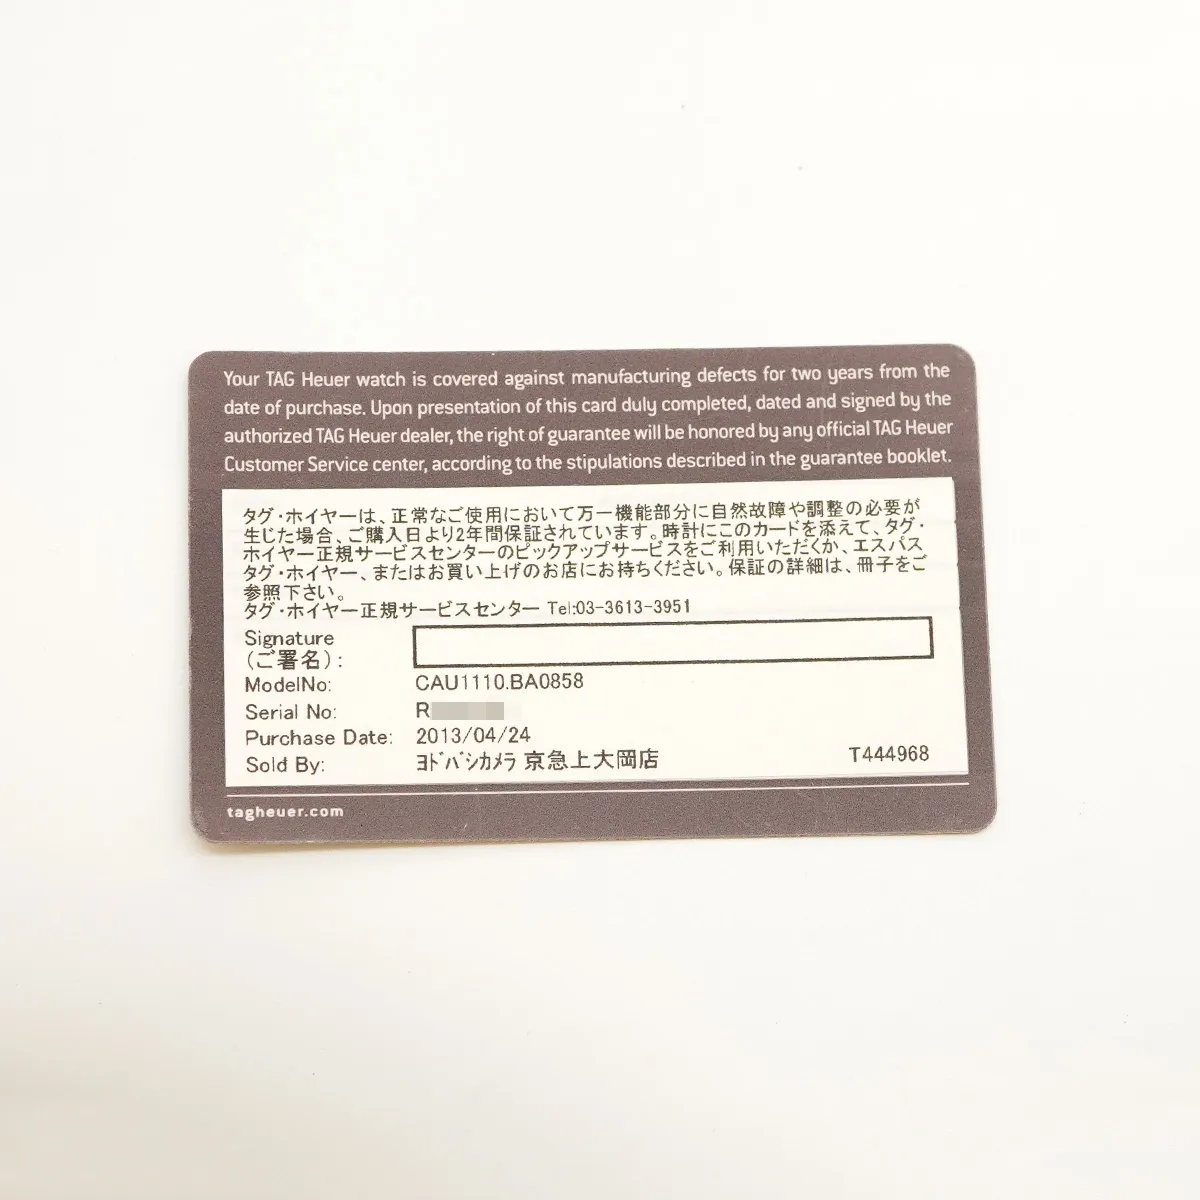 Your TAG Heuer watch is covered against manufacturing defects for two years from the
date of purchase. Upon presentation of this card duly completed, dated and signed by the
authorized TAG Heuer dealer, the right of guarantee will be honored by any official TAG Heuer
Customer Service center, according to the stipulations described in the guarantee booklet.
タグ・ホイヤーは、正常なご使用において万一機能部分に自然故障や調整の必要が
生じた場合、ご購入日より2年間保証されています。時計にこのカードを添えて、タグ・
ホイヤー正規サービスセンターのピックアップサービスをご利用いただくか、エスパス
タグ・ホイヤー、またはお買い上げのお店にお持ちください。保証の詳細は、冊子をご
参照下さい。
タグ・ホイヤー正規サービスセンター Tel:03-3613-3951
Signature
(ご署名):
ModelNo: CAU1110.BA0858
Serial No: R
Purchase Date: 2013/04/24
Sold By: ﾖﾄﾞﾊﾞｼｶﾒﾗ 京急上大岡店 T444968
tagheuer.com